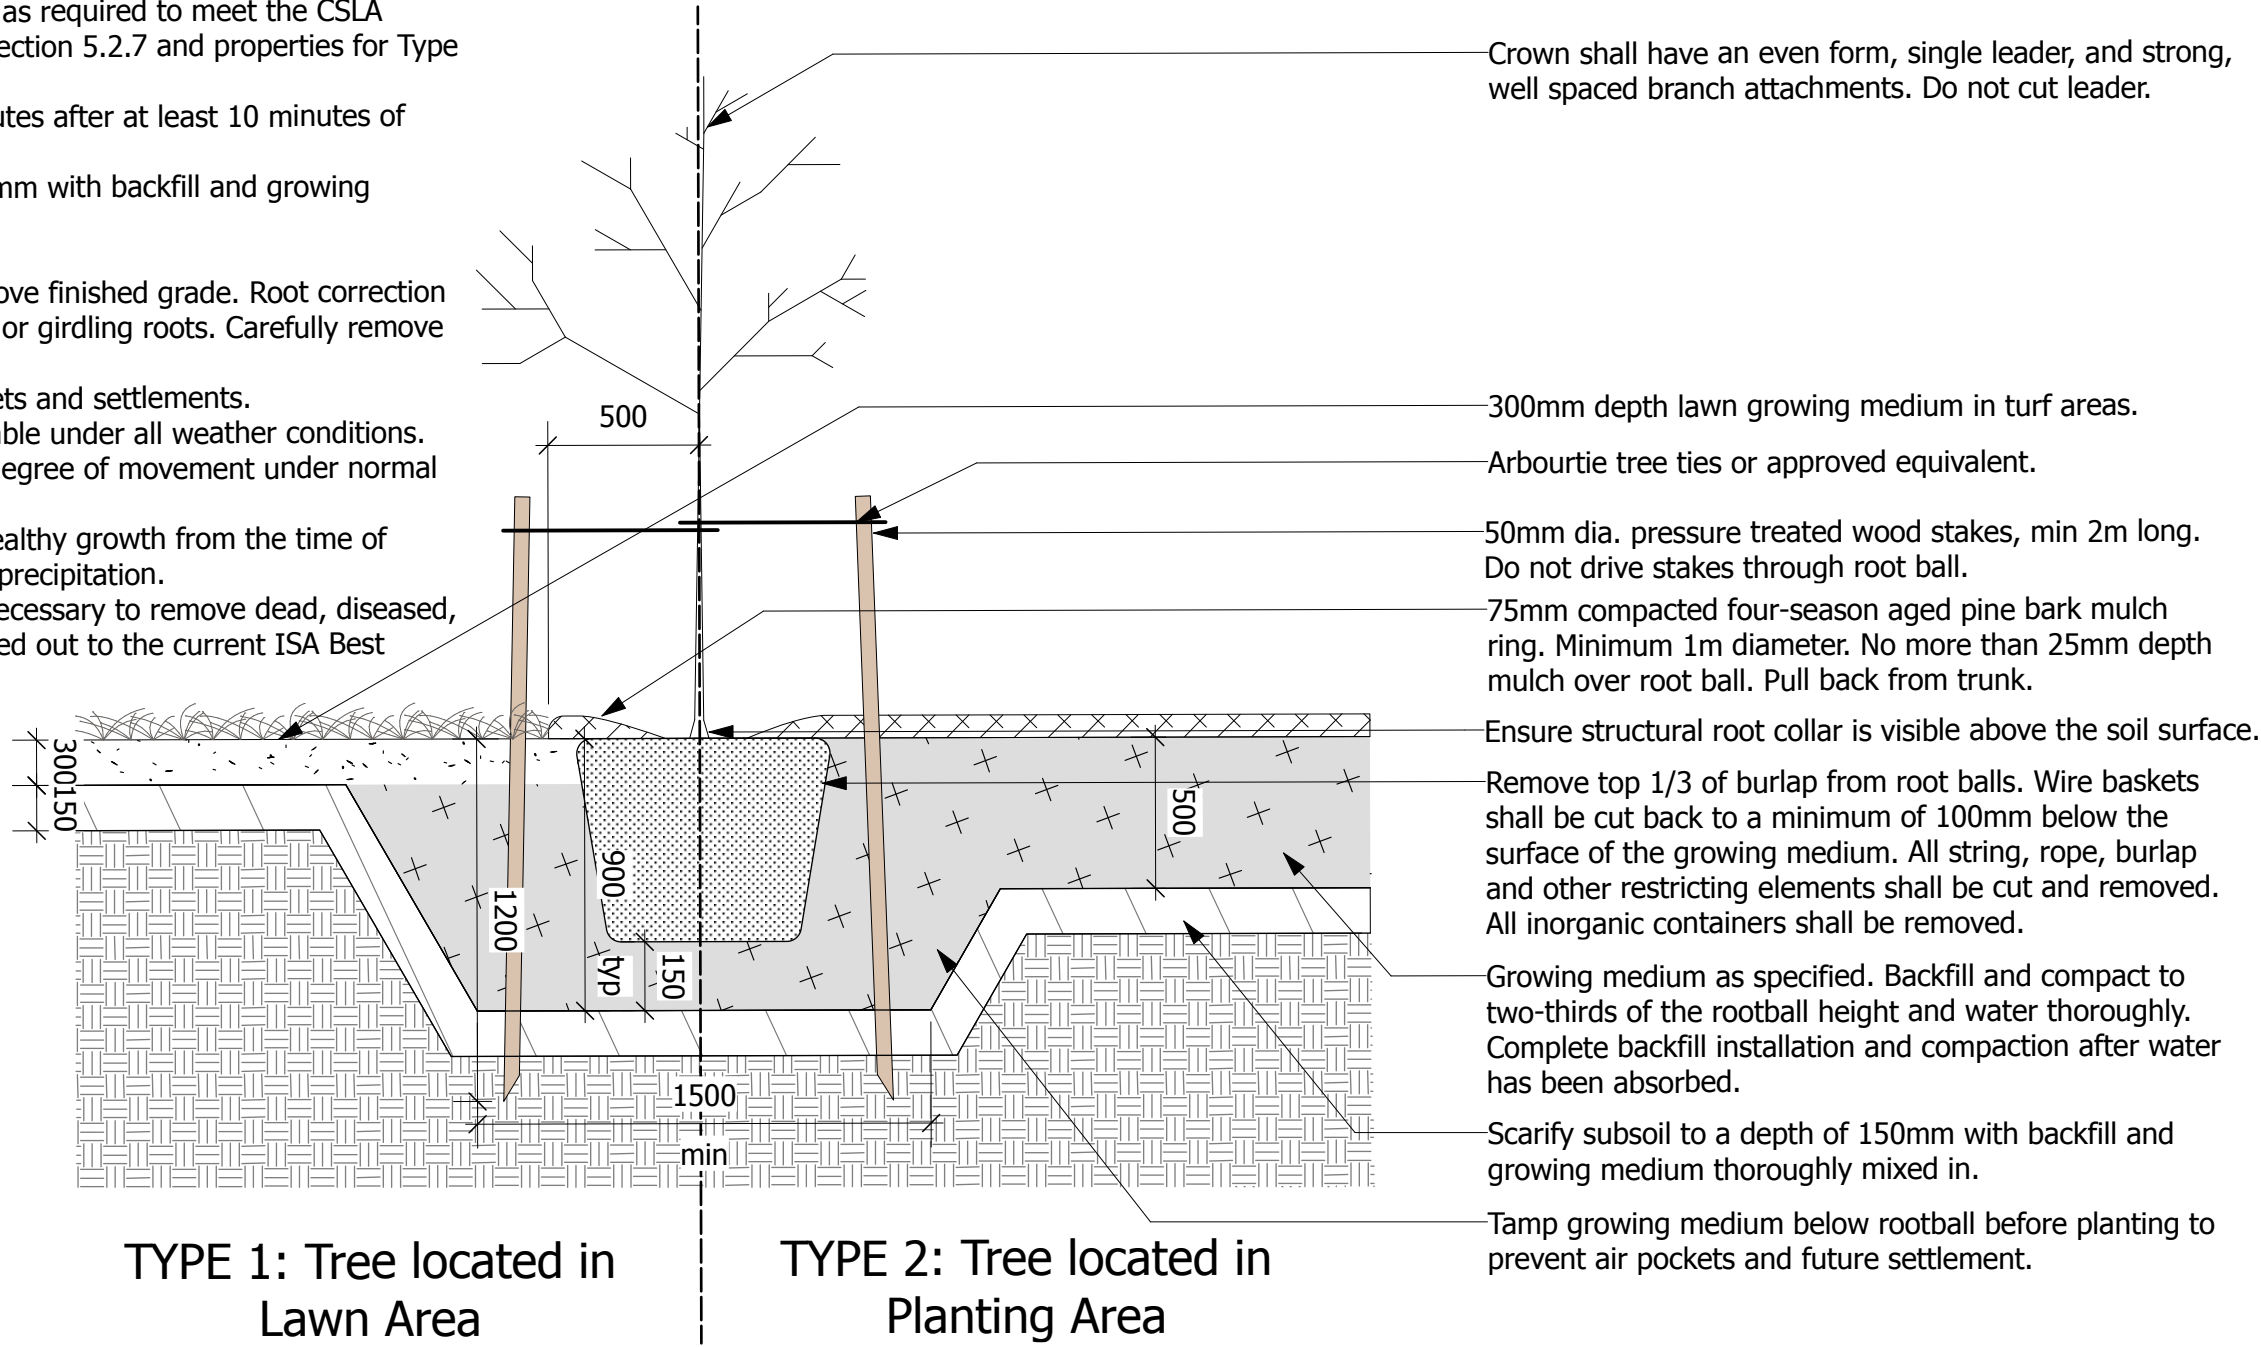 as required to meet the CSLA
ection 5.2.7 and properties for Type
utes after at least 10 minutes of
mm with backfill and growing
ove finished grade. Root correction
or girdling roots. Carefully remove
ets and settlements.
able under all weather conditions.
degree of movement under normal
ealthy growth from the time of
precipitation.
ecessary to remove dead, diseased,
ed out to the current ISA Best
Crown shall have an even form, single leader, and strong,
well spaced branch attachments. Do not cut leader.
300mm depth lawn growing medium in turf areas.
Arbourtie tree ties or approved equivalent.
50mm dia. pressure treated wood stakes, min 2m long.
Do not drive stakes through root ball.
75mm compacted four-season aged pine bark mulch
ring. Minimum 1m diameter. No more than 25mm depth
mulch over root ball. Pull back from trunk.
Ensure structural root collar is visible above the soil surface.
Remove top 1/3 of burlap from root balls. Wire baskets
shall be cut back to a minimum of 100mm below the
surface of the growing medium. All string, rope, burlap
and other restricting elements shall be cut and removed.
All inorganic containers shall be removed.
Growing medium as specified. Backfill and compact to
two-thirds of the rootball height and water thoroughly.
Complete backfill installation and compaction after water
has been absorbed.
Scarify subsoil to a depth of 150mm with backfill and
growing medium thoroughly mixed in.
Tamp growing medium below rootball before planting to
prevent air pockets and future settlement.
500
300
150
1200
900
typ
150
500
1500
min
TYPE 1: Tree located in
Lawn Area
TYPE 2: Tree located in
Planting Area